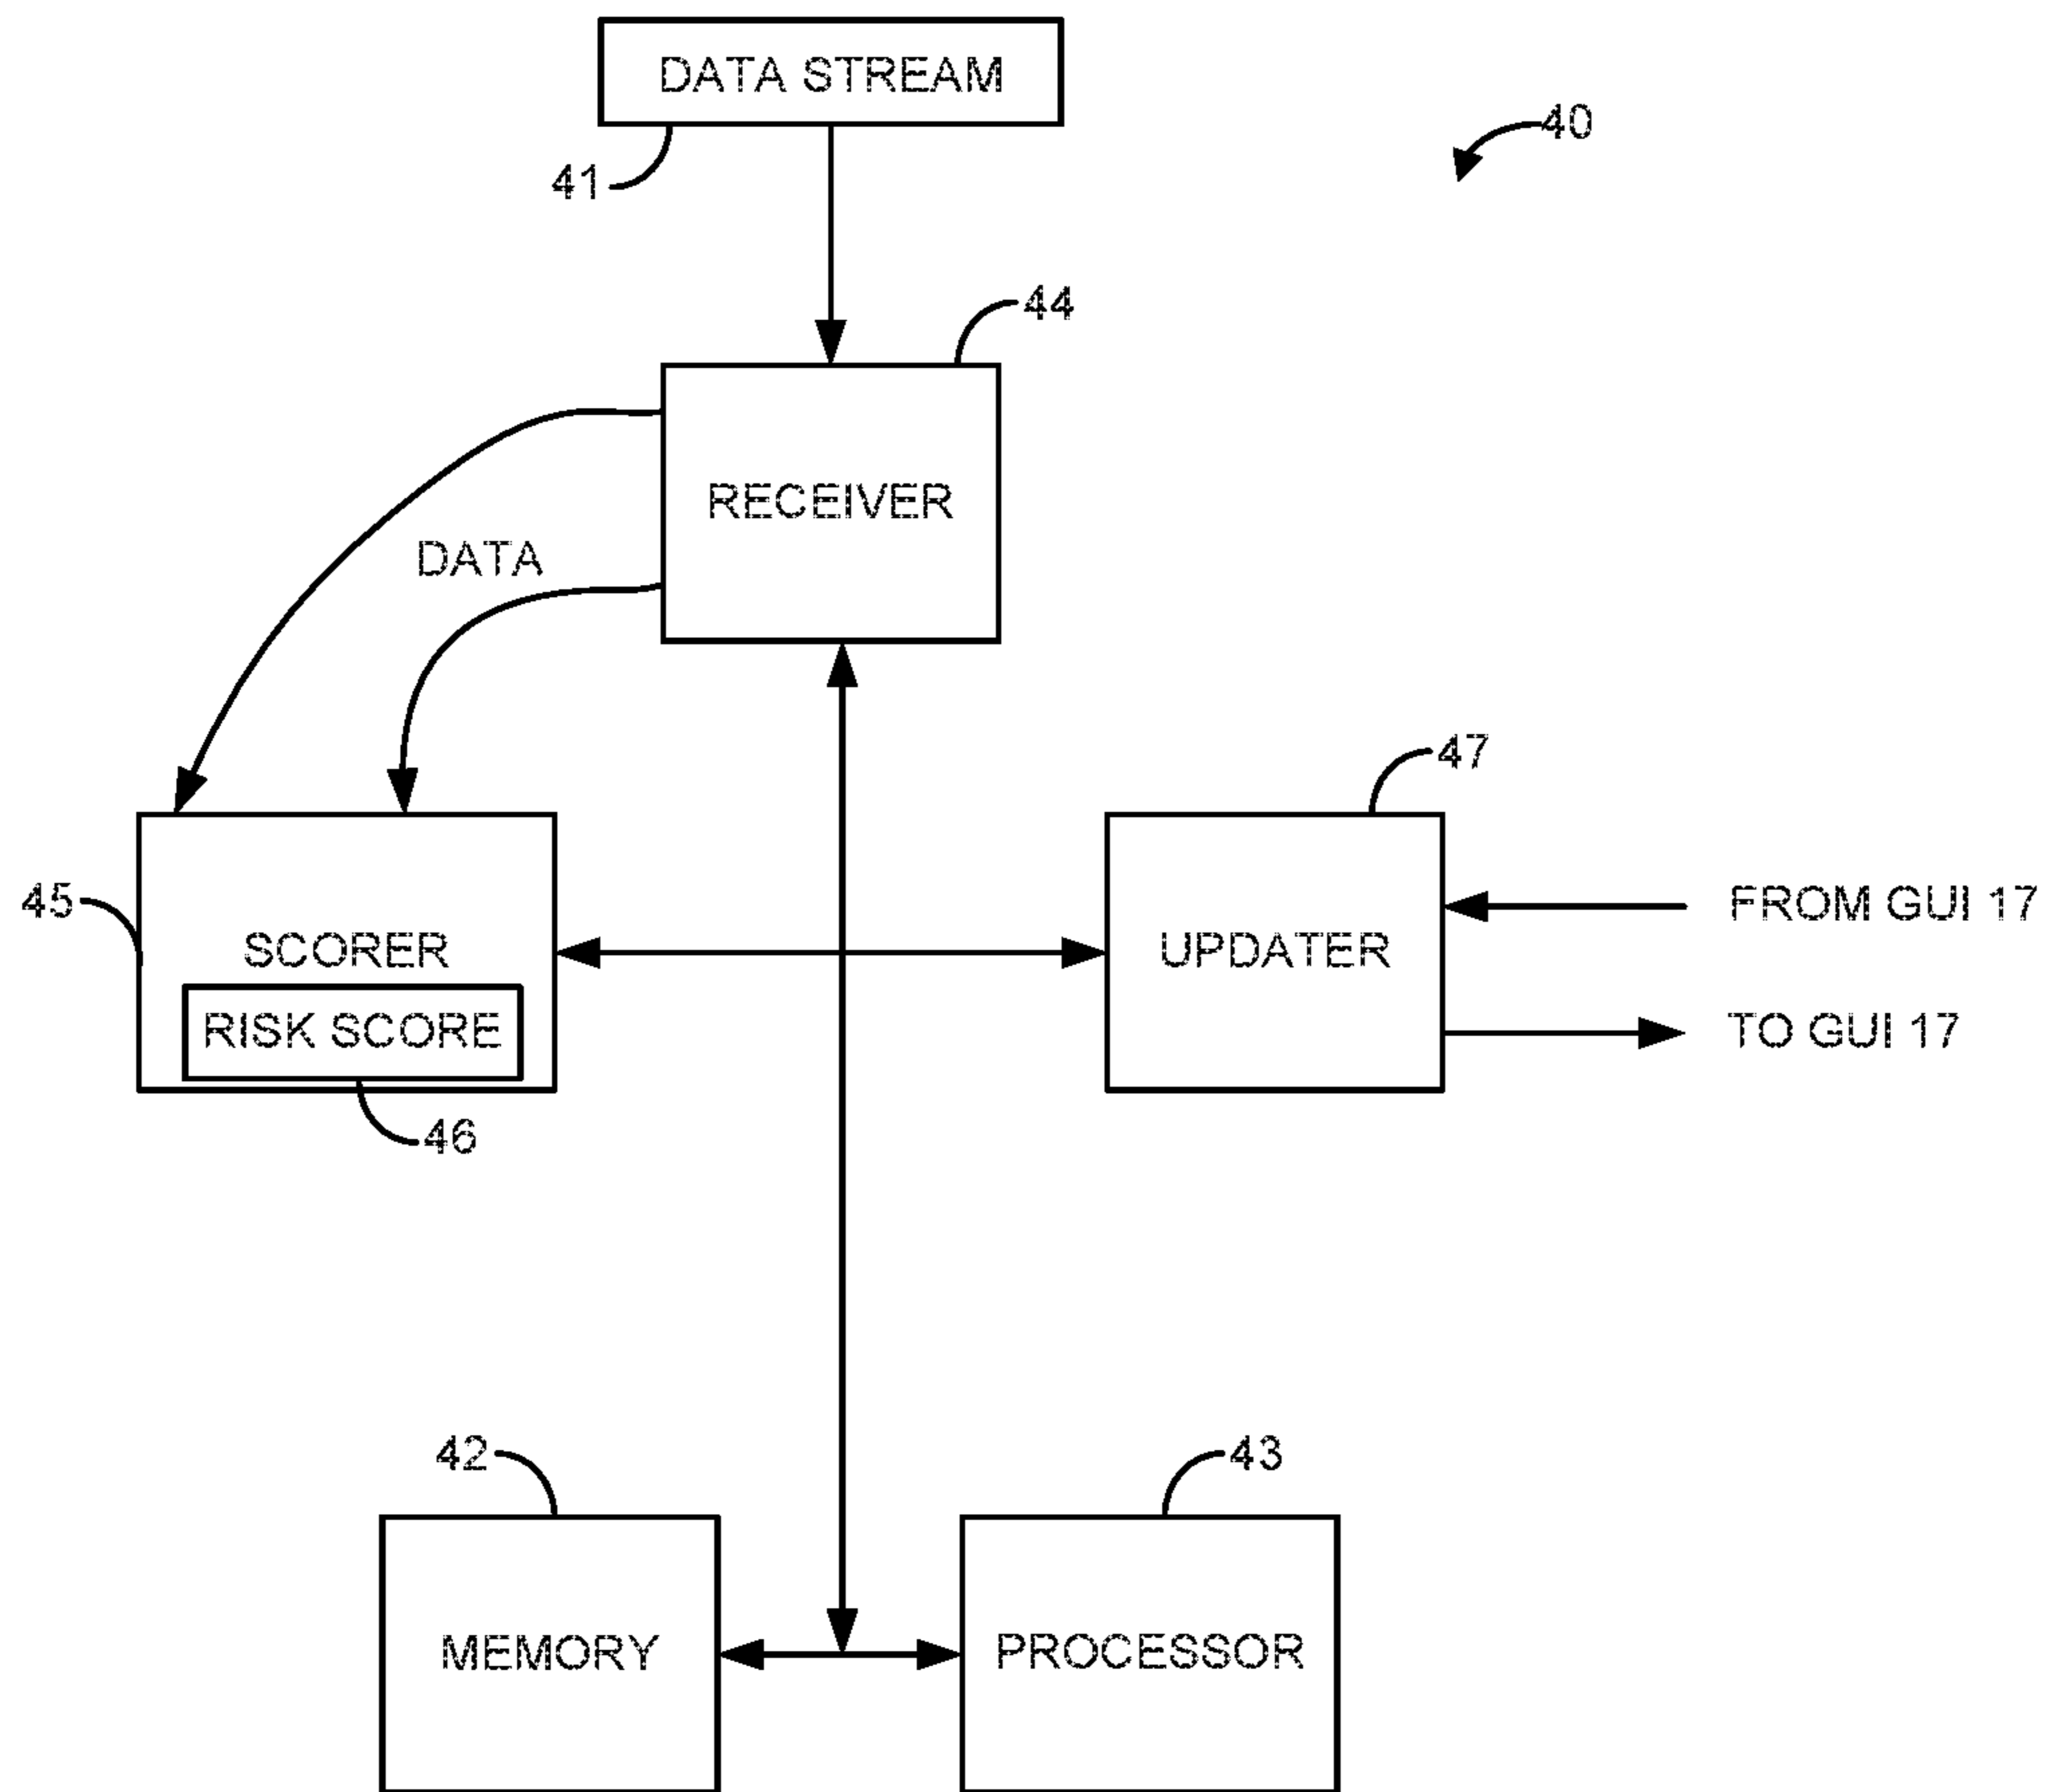 DATA STREAM
40
41
44
RECEIVER
DATA
47
45
FROM GUI 17
SCORER
UPDATER
RISK SCORE
TO GUI 17
46
42
43
MEMORY
PROCESSOR